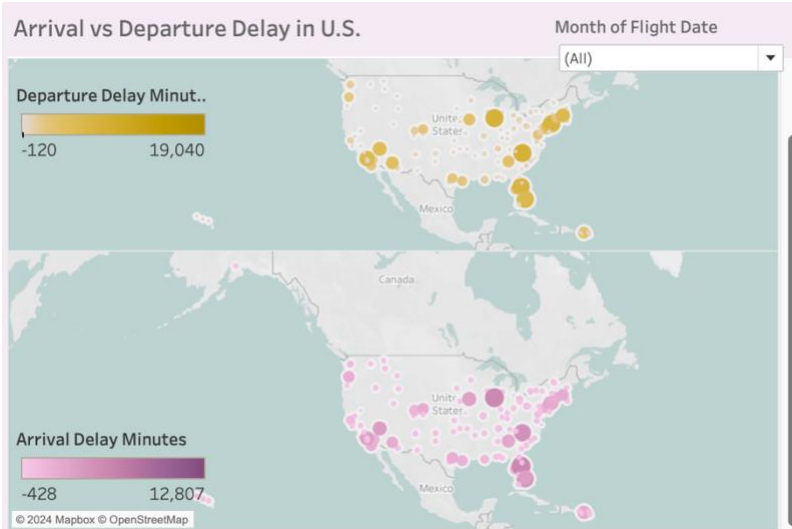 Arrival vs Departure Delay in U.S.
Month of Flight Date
(All)
Departure Delay Minut..
-120
19,040
Unite
States
Mexico
Canada
Unite
States
Arrival Delay Minutes
-428
12,807
Mexico
© 2024 Mapbox © OpenStreetMap